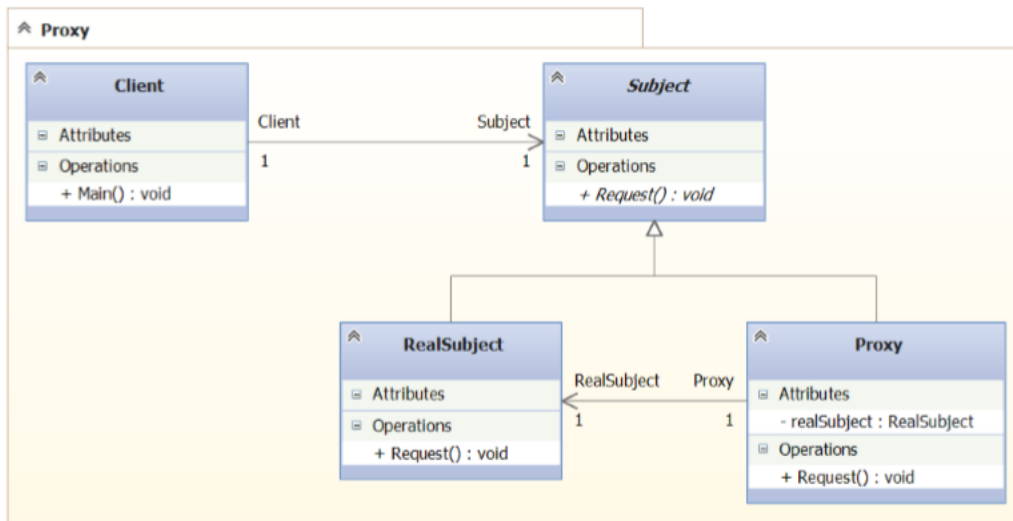 Proxy
Client
Attributes
Operations
+ Main() : void
Client
1
Subject
1
Subject
Attributes
Operations
+ Request() : void
RealSubject
Attributes
Operations
+ Request() : void
RealSubject
1
Proxy
1
Proxy
Attributes
- realSubject : RealSubject
Operations
+ Request() : void